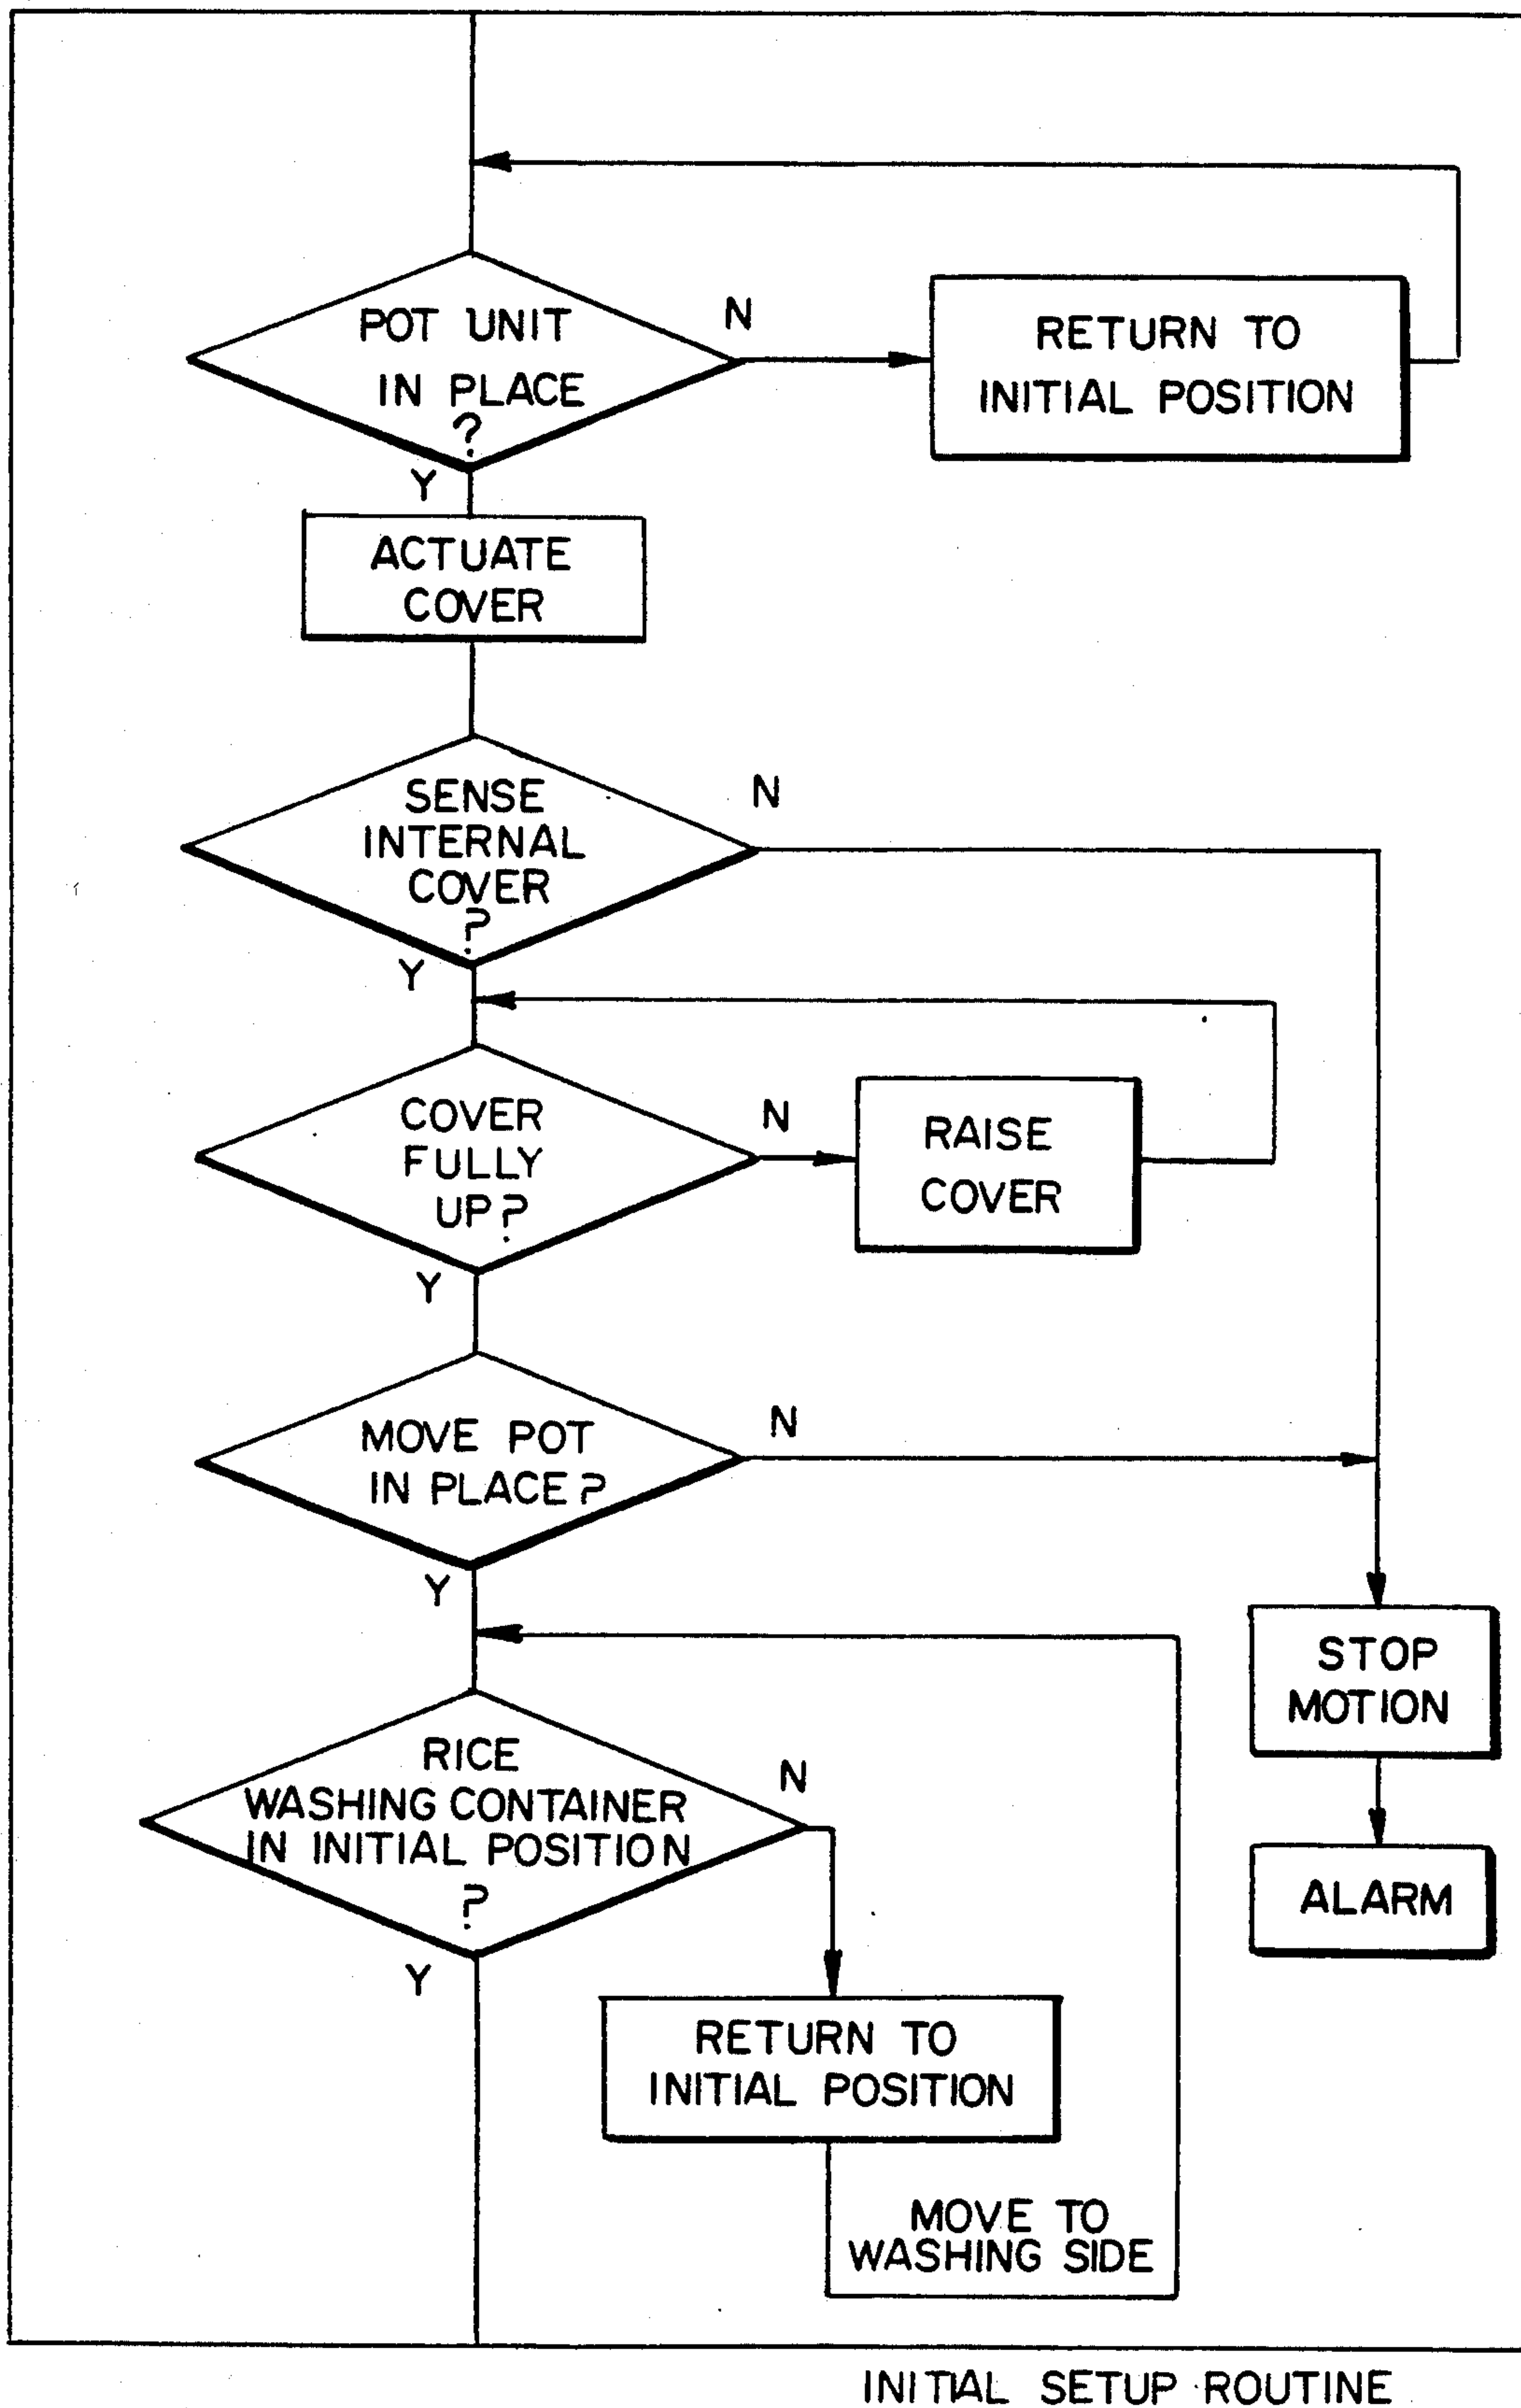 POT UNIT
IN PLACE
?
N
RETURN TO
INITIAL POSITION
Y
ACTUATE
COVER
SENSE
INTERNAL
COVER
?
N
Y
COVER
FULLY
UP?
N
RAISE
COVER
Y
MOVE POT
IN PLACE?
N
Y
STOP
MOTION
RICE
WASHING CONTAINER
IN INITIAL POSITION
?
N
ALARM
Y
RETURN TO
INITIAL POSITION
MOVE TO
WASHING SIDE
INITIAL SETUP ROUTINE